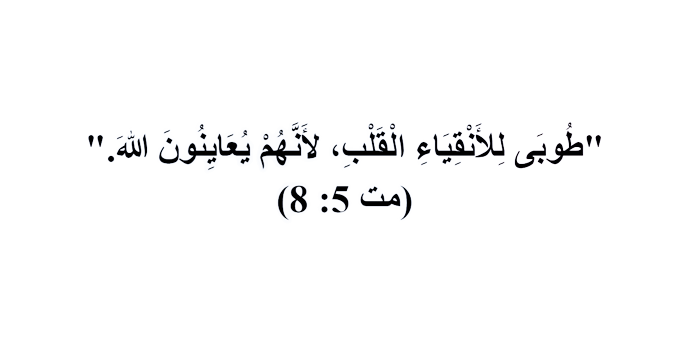 "طُوبَى لِلأَنْقِيَاءِ الْقَلْبِ، لأَنَّهُمْ يُعَايِنُونَ اللهَ."
(مت 5: 8)